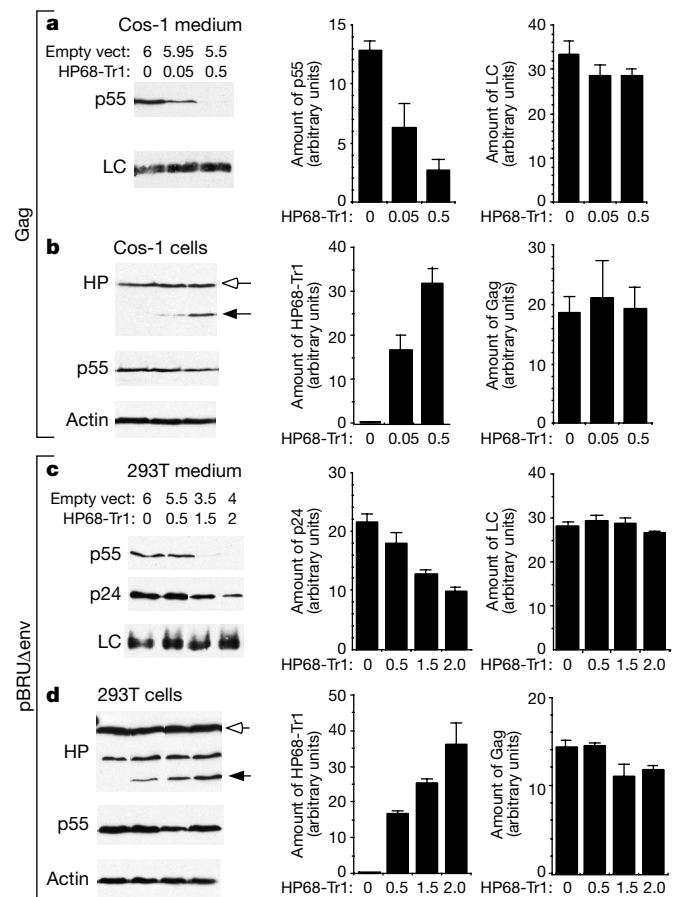 a
Cos-1 medium
Empty vect: 6 5.95 5.5
HP68-Tr1: 0 0.05 0.5
p55
LC
Amount of p55
(arbitrary units)
15
10
5
0
HP68-Tr1: 0 0.05 0.5
Amount of LC
(arbitrary units)
40
30
20
10
0
HP68-Tr1: 0 0.05 0.5
Gag
b
Cos-1 cells
HP
p55
Actin
Amount of HP68-Tr1
(arbitrary units)
40
30
20
10
0
HP68-Tr1: 0 0.05 0.5
Amount of Gag
(arbitrary units)
30
20
10
0
HP68-Tr1: 0 0.05 0.5
c
293T medium
Empty vect: 6 5.5 3.5 4
HP68-Tr1: 0 0.5 1.5 2
p55
p24
LC
Amount of p24
(arbitrary units)
30
20
10
0
HP68-Tr1: 0 0.5 1.5 2.0
Amount of LC
(arbitrary units)
40
30
20
10
0
HP68-Tr1: 0 0.5 1.5 2.0
pBRUΔenv
d
293T cells
HP
p55
Actin
Amount of HP68-Tr1
(arbitrary units)
50
40
30
20
10
0
HP68-Tr1: 0 0.5 1.5 2.0
Amount of Gag
(arbitrary units)
20
10
0
HP68-Tr1: 0 0.5 1.5 2.0